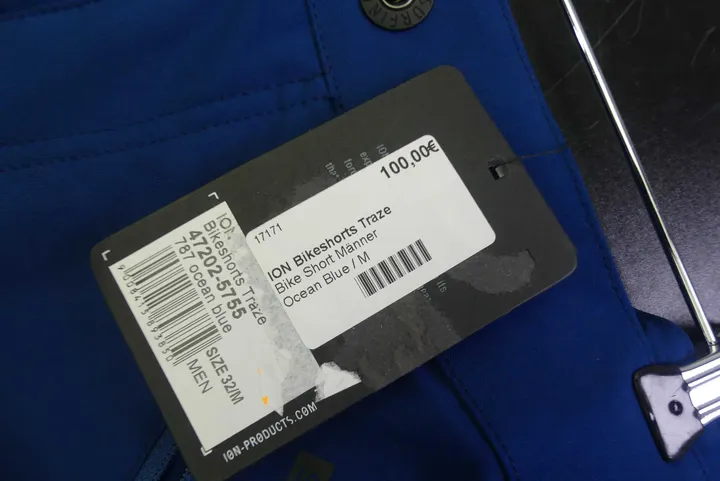 SURFING
100,00€
17171
ION Bikeshorts Traze
Bike Short Männer
Ocean Blue / M
ION
Bikeshorts Traze
47202-5755
787 ocean blue
SIZE 32/M
MEN
ION-PRODUCTS.COM